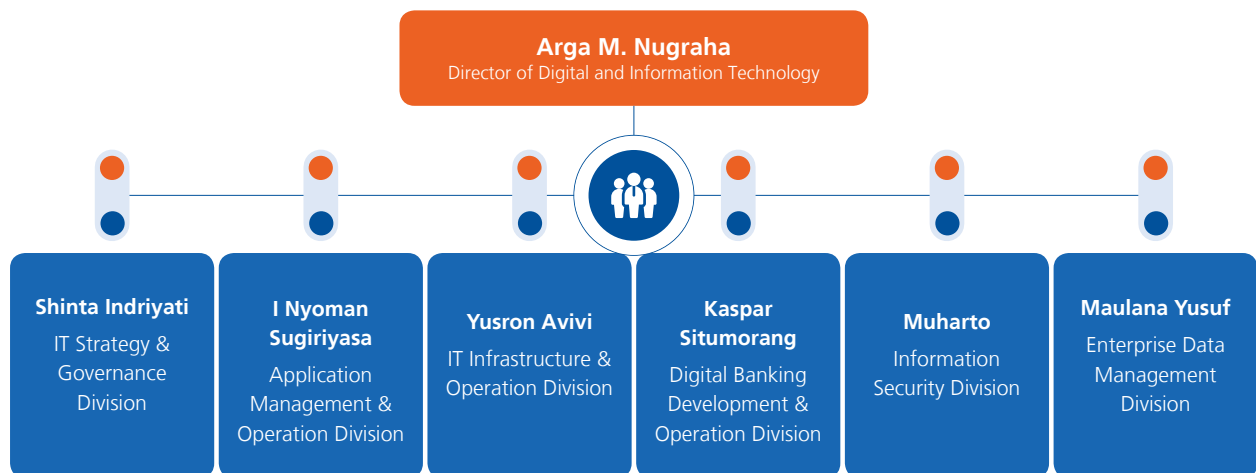 Arga M. Nugraha
Director of Digital and Information Technology
Shinta Indriyati
IT Strategy &
Governance
Division
I Nyoman
Sugiriyasa
Application
Management &
Operation Division
Yusron Avivi
IT Infrastructure &
Operation Division
Kaspar
Situmorang
Digital Banking
Development &
Operation Division
Muharto
Information
Security Division
Maulana Yusuf
Enterprise Data
Management
Division